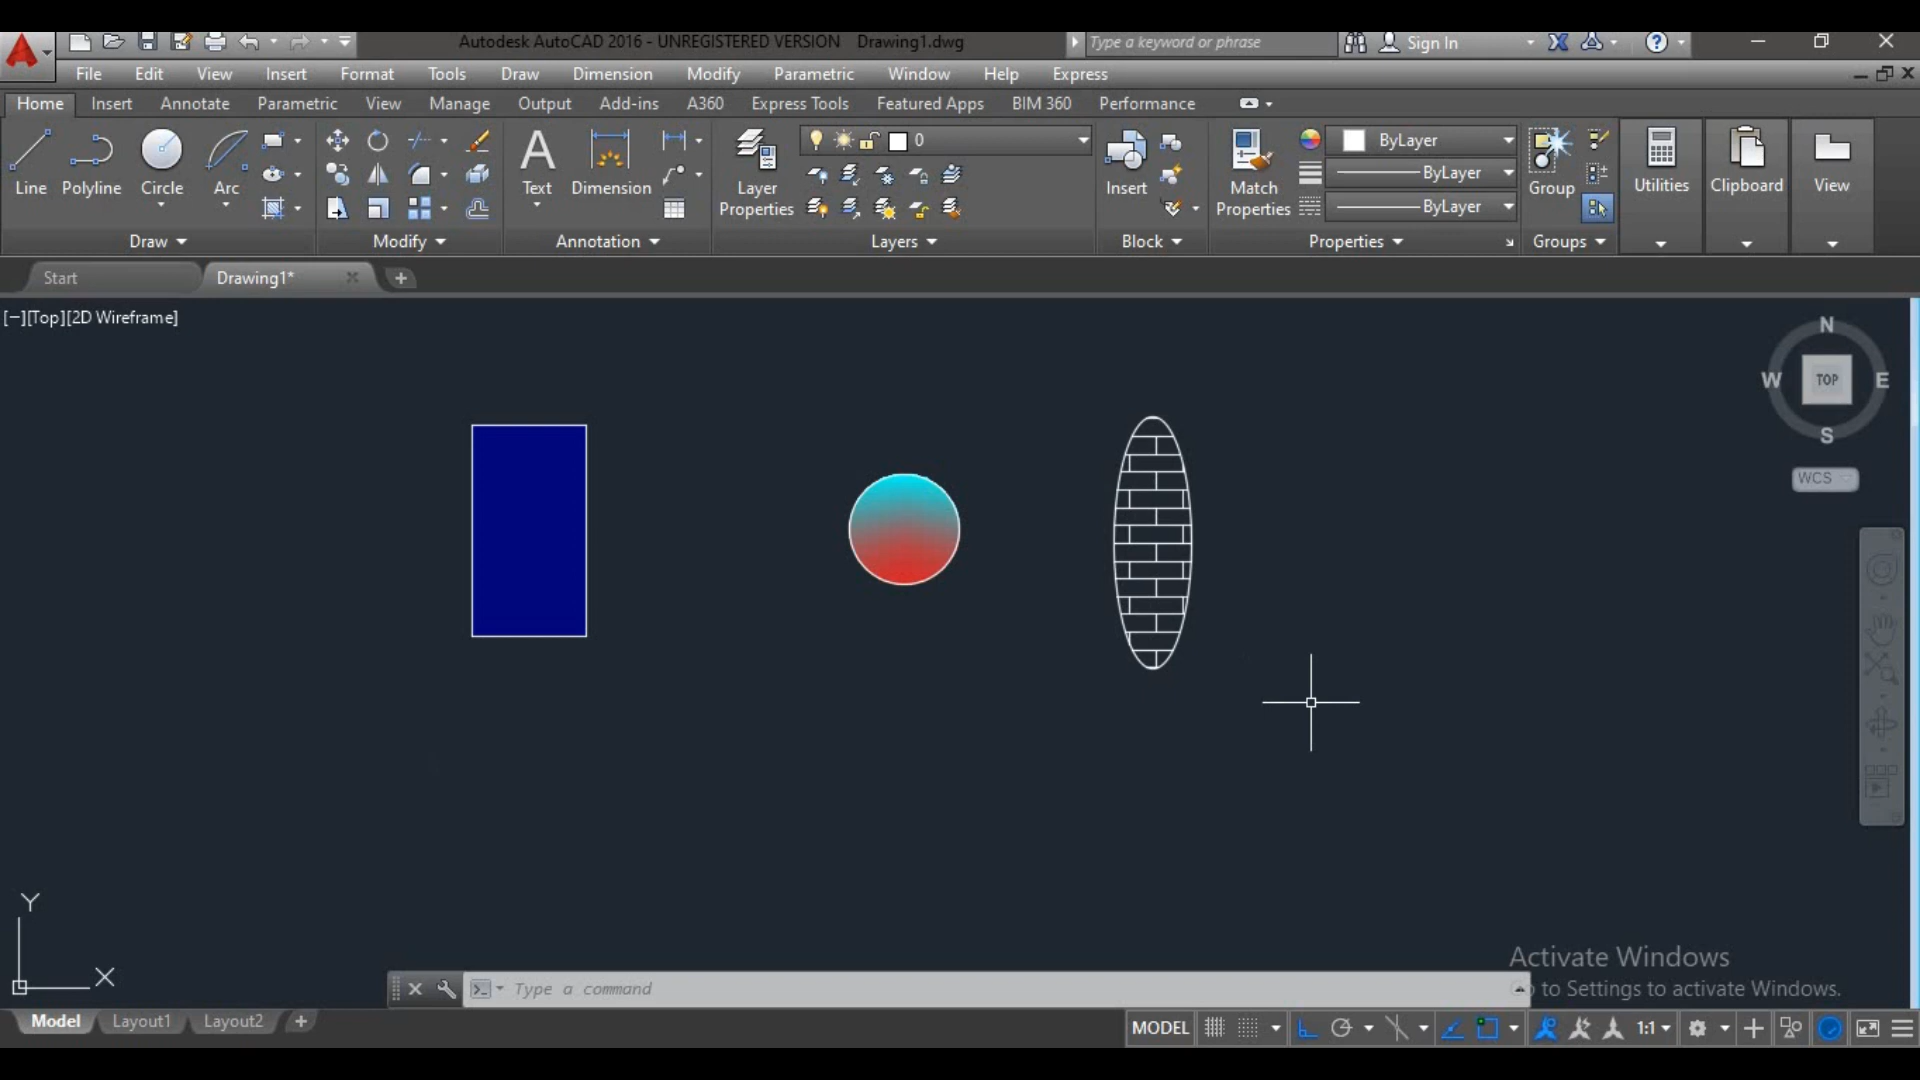 Autodesk AutoCAD 2016 - UNREGISTERED VERSION Drawing1.dwg Type a keyword or phrase Sign In
File Edit View Insert Format Tools Draw Dimension Modify Parametric Window Help Express
Home Insert Annotate Parametric View Manage Output Add-ins A360 Express Tools Featured Apps BIM 360 Performance
0 ByLayer
Line Polyline Circle Arc Text Dimension Layer Properties Insert Match Properties ByLayer Group Utilities Clipboard View
ByLayer
Draw Modify Annotation Layers Block Properties Groups
Start Drawing1*
[−][Top][2D Wireframe]
N
W TOP E
S
WCS
Y
X
Activate Windows
Type a command
to Settings to activate Windows.
Model Layout1 Layout2
MODEL 1:1